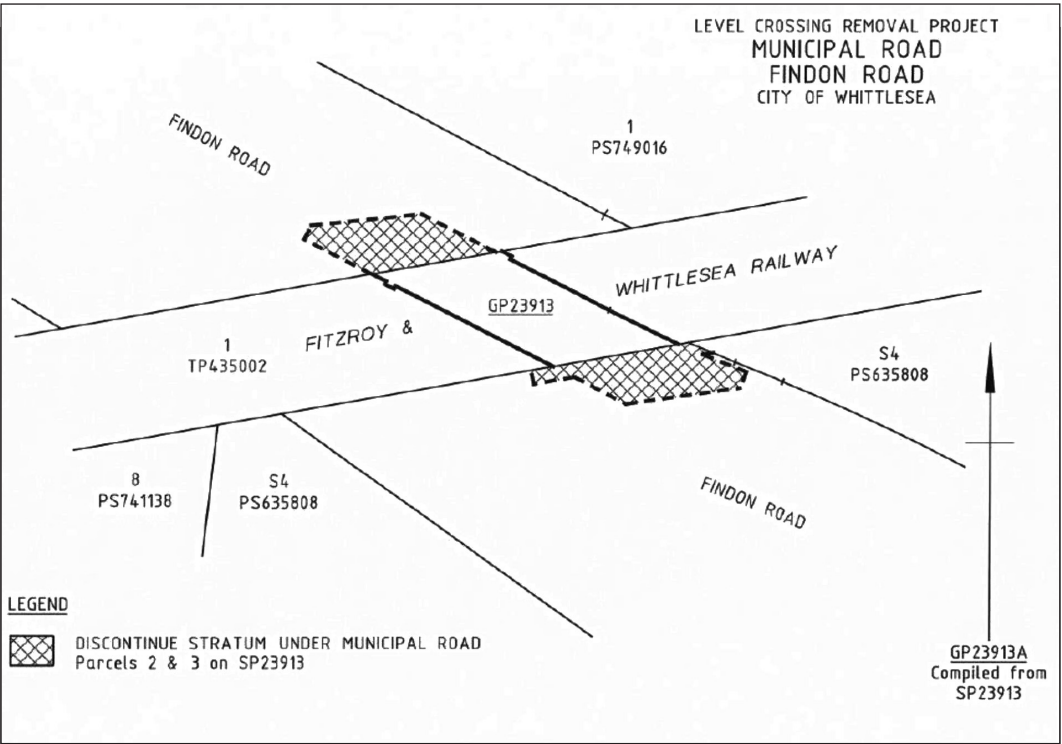 LEVEL CROSSING REMOVAL PROJECT
MUNICIPAL ROAD
FINDON ROAD
CITY OF WHITTLESEA
FINDON ROAD
1
PS749016
WHITTLESEA RAILWAY
GP23913
FITZROY &
1
TP435002
S4
PS635808
8
PS741138
S4
PS635808
FINDON ROAD
LEGEND
DISCONTINUE STRATUM UNDER MUNICIPAL ROAD
Parcels 2 & 3 on SP23913
GP23913A
Compiled from
SP23913